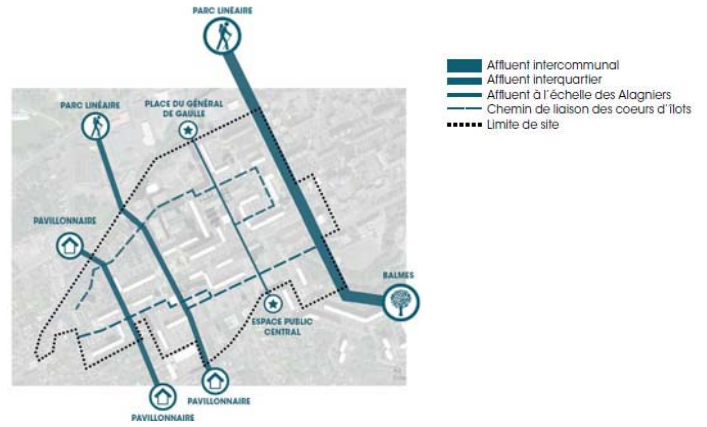 PARC LINÉAIRE
PARC LINÉAIRE
PLACE DU GÉNÉRAL
DE GAULLE
PAVILLONNAIRE
BALMES
ESPACE PUBLIC
CENTRAL
PAVILLONNAIRE
PAVILLONNAIRE
Affluent intercommunal
Affluent interquartier
Affluent à l'échelle des Alagniers
Chemin de liaison des coeurs d'îlots
Limite de site